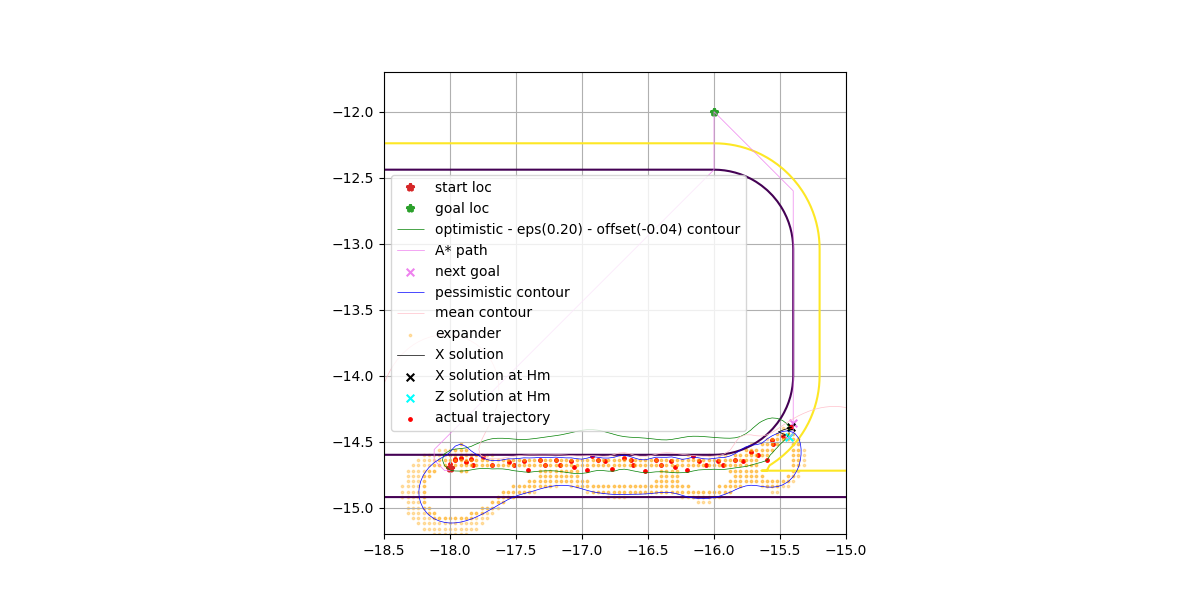 −12.0
−12.5
−13.0
−13.5
−14.0
−14.5
−15.0
start loc
goal loc
optimistic - eps(0.20) - offset(-0.04) contour
A* path
next goal
pessimistic contour
mean contour
expander
X solution
X solution at Hm
Z solution at Hm
actual trajectory
−18.5 −18.0 −17.5 −17.0 −16.5 −16.0 −15.5 −15.0